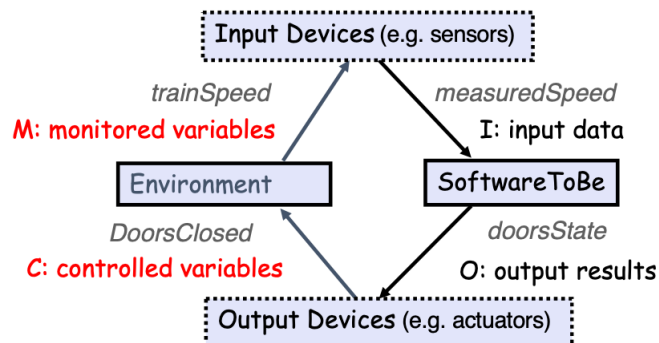 Input Devices (e.g. sensors)
trainSpeed
measuredSpeed
M: monitored variables
I: input data
Environment
SoftwareToBe
DoorsClosed
doorsState
C: controlled variables
O: output results
Output Devices (e.g. actuators)